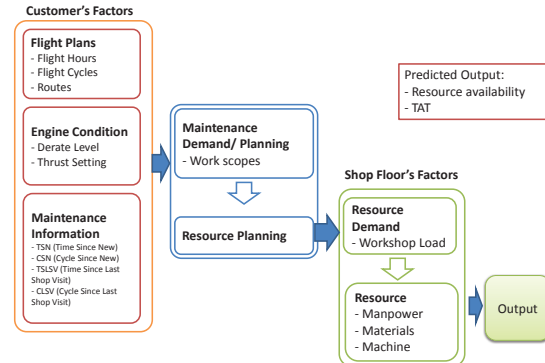 Customer's Factors
Flight Plans
- Flight Hours
- Flight Cycles
- Routes
Engine Condition
- Derate Level
- Thrust Setting
Maintenance
Information
- TSN (Time Since New)
- CSN (Cycle Since New)
- TSLSV (Time Since Last
Shop Visit)
- CLSV (Cycle Since Last
Shop Visit)
Maintenance
Demand/ Planning
- Work scopes
Resource Planning
Predicted Output:
- Resource availability
- TAT
Shop Floor's Factors
Resource
Demand
- Workshop Load
Resource
- Manpower
- Materials
- Machine
Output